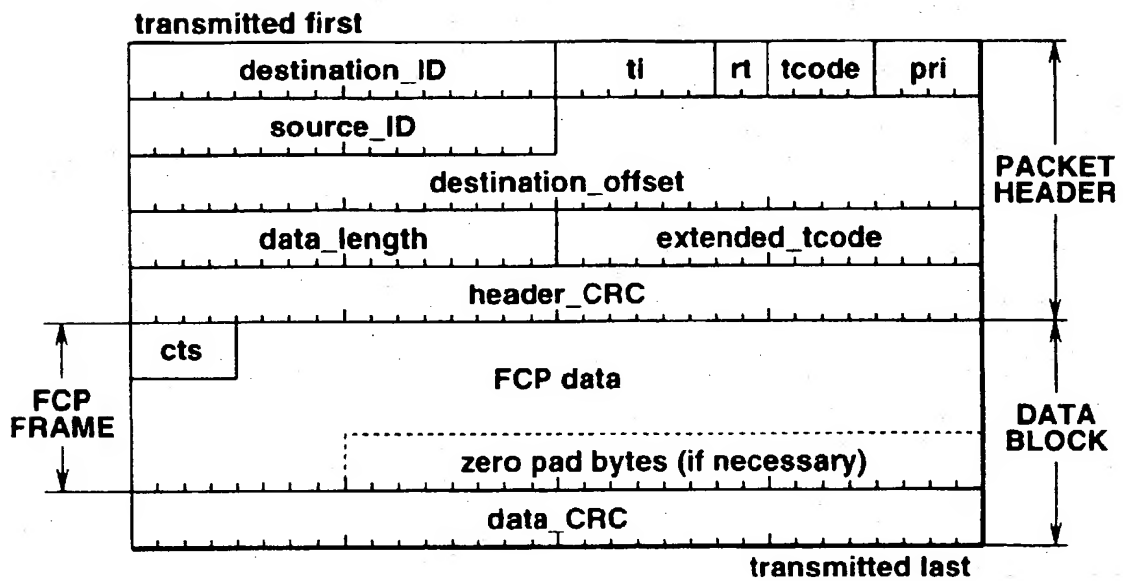 transmitted first
destination_ID tl rt tcode pri
source_ID
destination_offset
PACKET
HEADER
data_length extended_tcode
header_CRC
cts
FCP data
FCP
FRAME
DATA
BLOCK
zero pad bytes (if necessary)
data_CRC
transmitted last